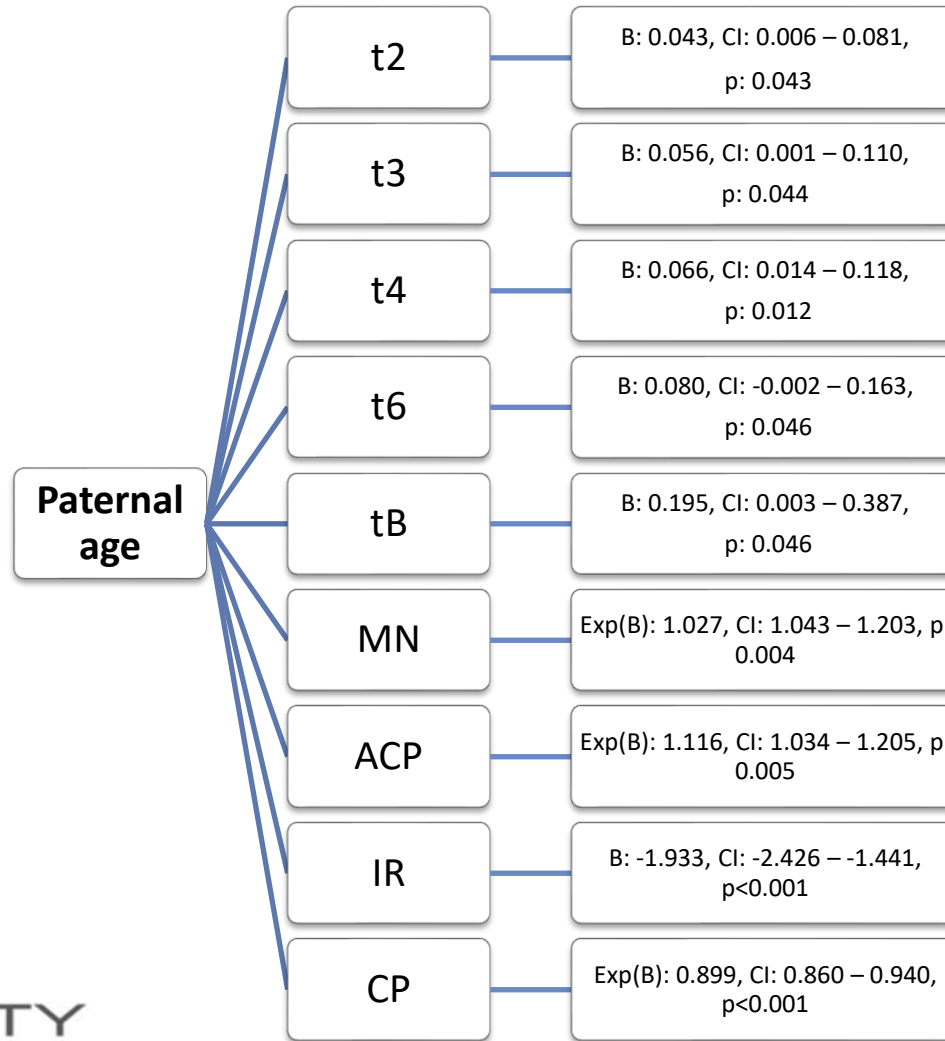 t2
B: 0.043, CI: 0.006 – 0.081,
p: 0.043
t3
B: 0.056, CI: 0.001 – 0.110,
p: 0.044
t4
B: 0.066, CI: 0.014 – 0.118,
p: 0.012
t6
B: 0.080, CI: -0.002 – 0.163,
p: 0.046
Paternal
age
tB
B: 0.195, CI: 0.003 – 0.387,
p: 0.046
MN
Exp(B): 1.027, CI: 1.043 – 1.203, p
0.004
ACP
Exp(B): 1.116, CI: 1.034 – 1.205, p
0.005
IR
B: -1.933, CI: -2.426 – -1.441,
p<0.001
CP
Exp(B): 0.899, CI: 0.860 – 0.940,
p<0.001
TY